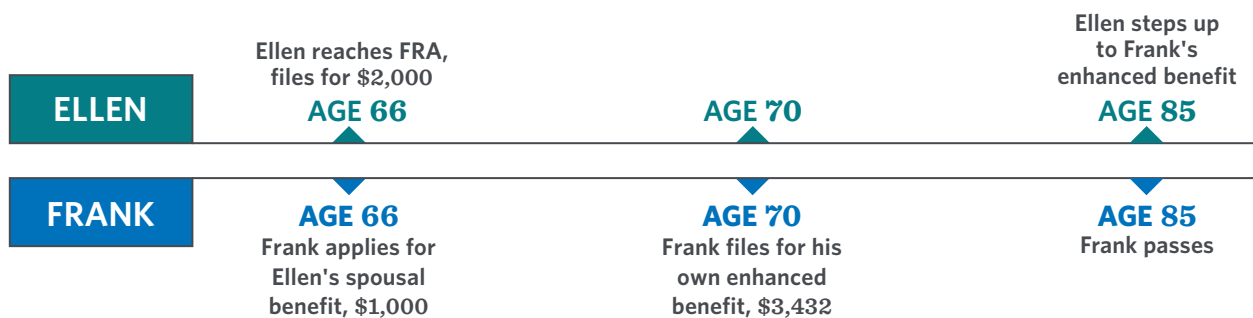 Ellen reaches FRA,
files for $2,000
Ellen steps up
to Frank's
enhanced benefit
ELLEN
AGE 66
AGE 70
AGE 85
FRANK
AGE 66
AGE 70
AGE 85
Frank applies for
Ellen's spousal
benefit, $1,000
Frank files for his
own enhanced
benefit, $3,432
Frank passes